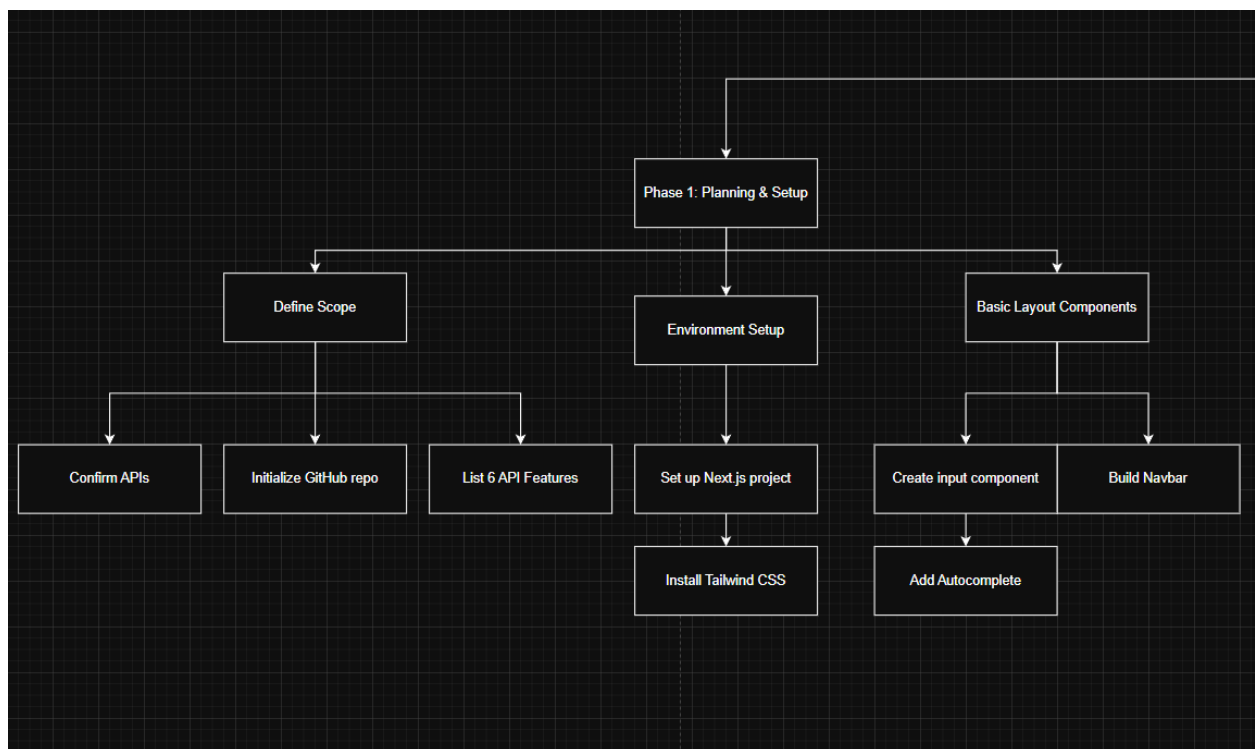 Phase 1: Planning & Setup
Define Scope
Environment Setup
Basic Layout Components
Confirm APIs
Initialize GitHub repo
List 6 API Features
Set up Next.js project
Create input component
Build Navbar
Install Tailwind CSS
Add Autocomplete